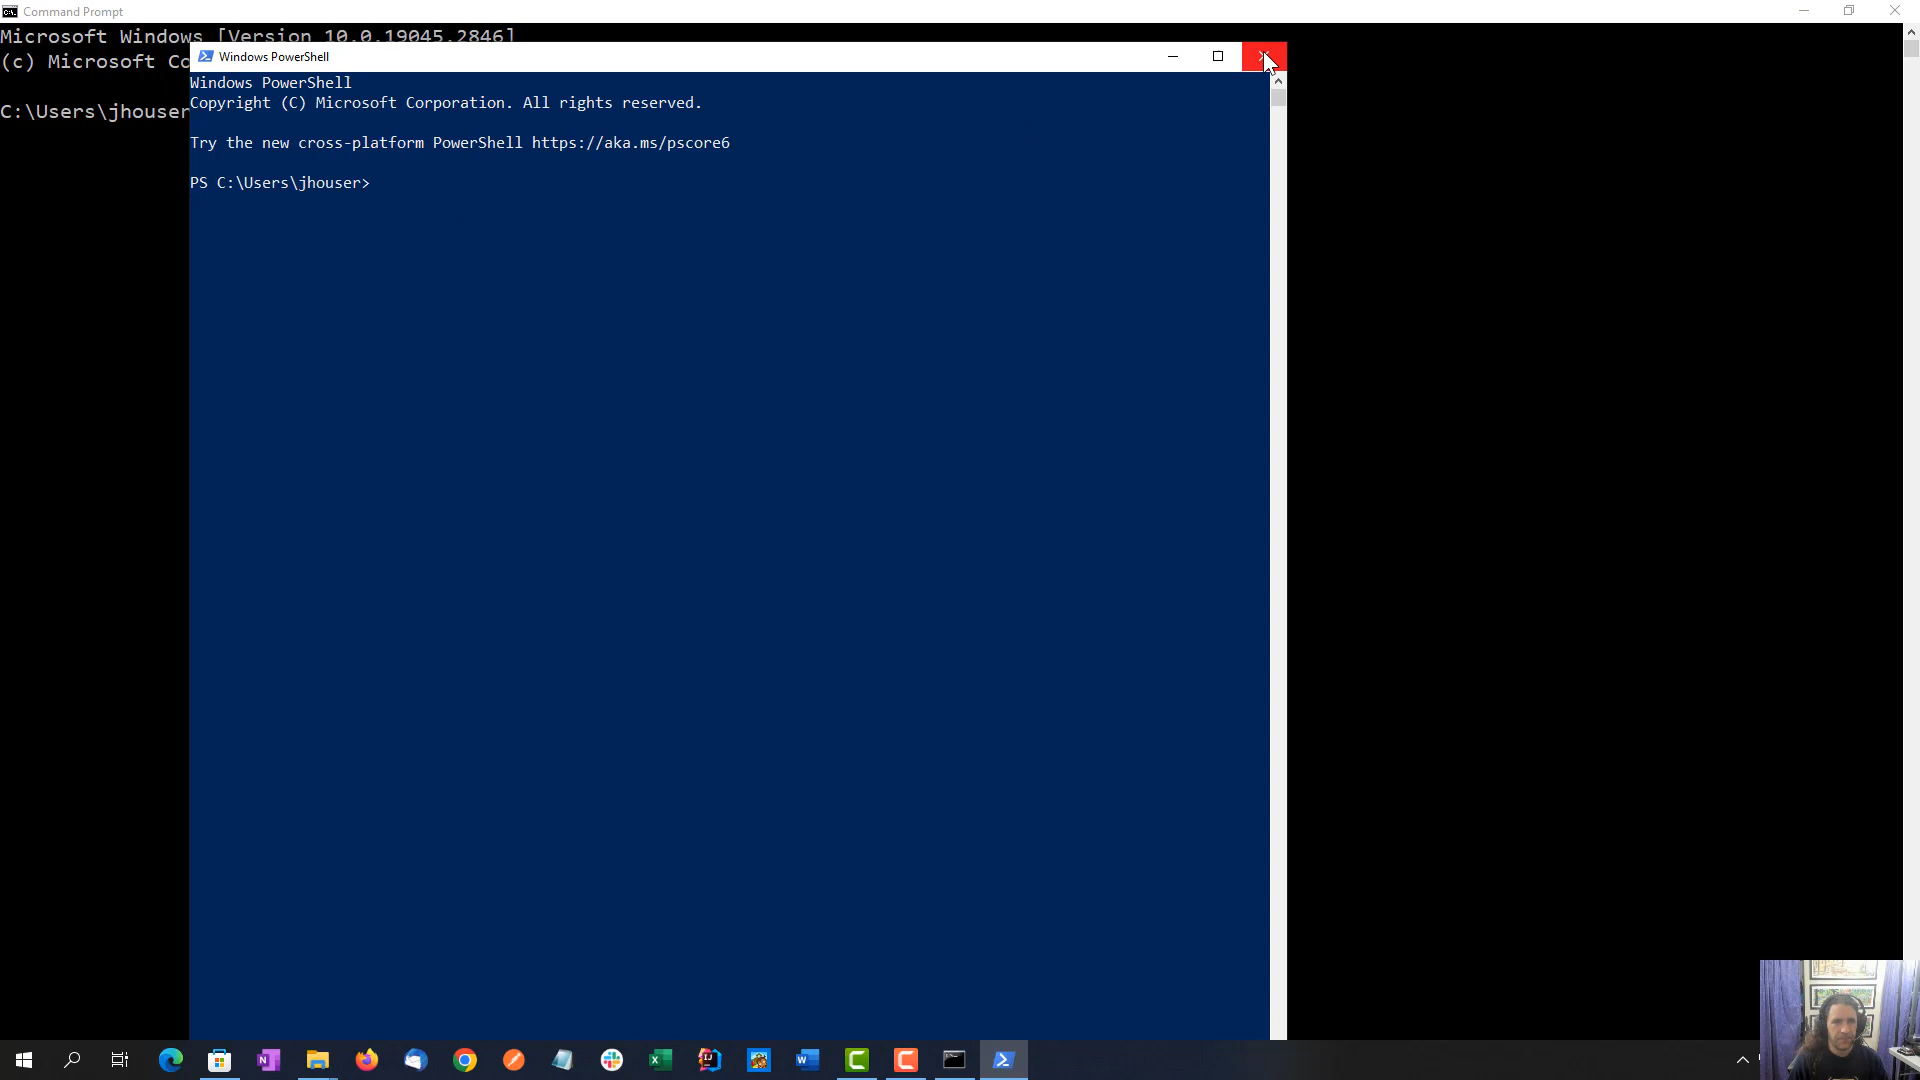 Command Prompt
Microsoft Windows [Version 10.0.19045.2846]
(c) Microsoft Co
C:\Users\jhouser
Windows PowerShell
Windows PowerShell
Copyright (C) Microsoft Corporation. All rights reserved.
Try the new cross-platform PowerShell https://aka.ms/pscore6
PS C:\Users\jhouser>